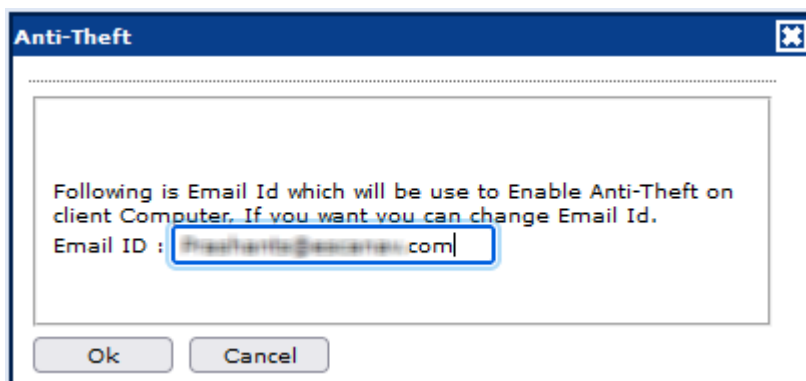 Anti-Theft
Following is Email Id which will be use to Enable Anti-Theft on
client Computer. If you want you can change Email Id.
Email ID : .com
Ok Cancel